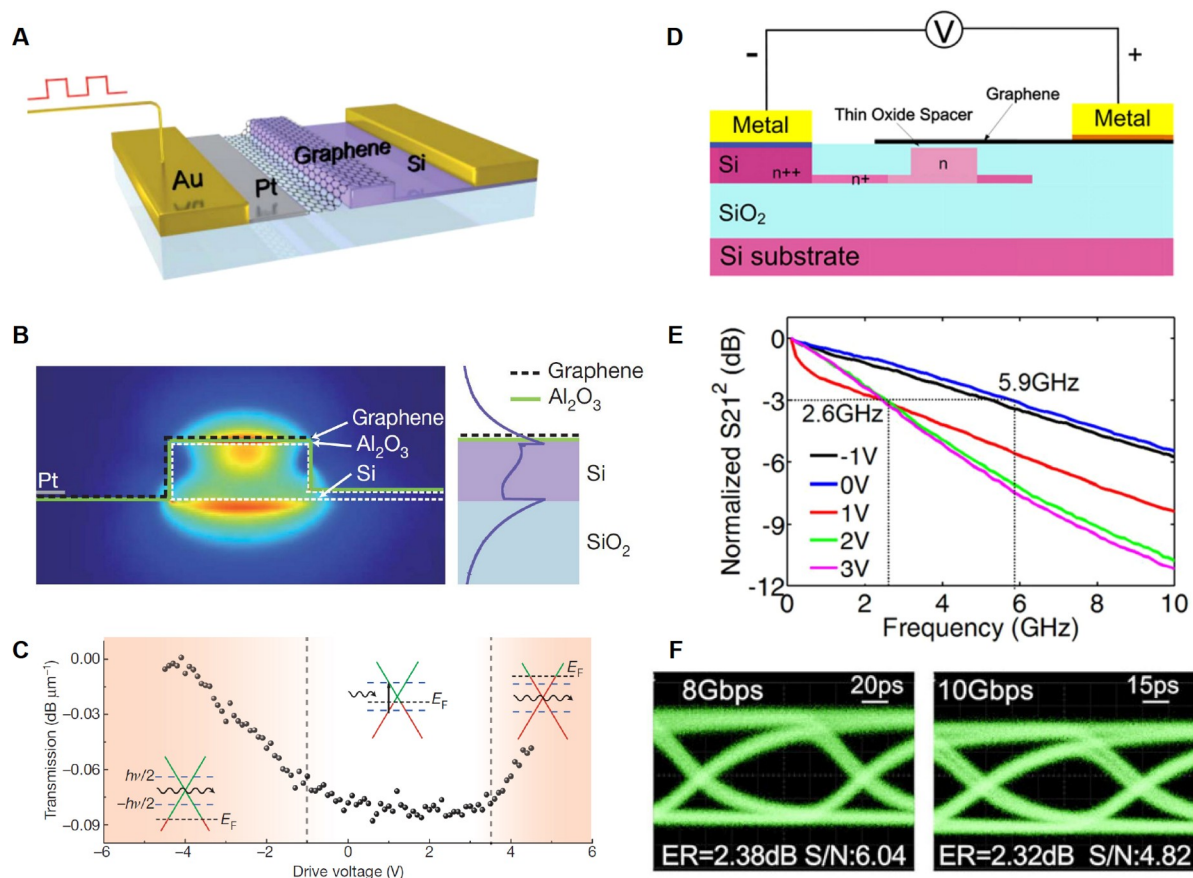 A
Au
Pt
Graphene
Si
B
Graphene
Al₂O₃
Graphene
Al₂O₃
Si
Pt
Si
SiO₂
C
Transmission (dB μm⁻¹)
0.00
−0.03
−0.06
−0.09
hν/2
−hν/2
E_F
E_F
E_F
−6
−4
−2
0
2
4
6
Drive voltage (V)
D
V
-
+
Metal
Thin Oxide Spacer
Graphene
Metal
Si
n++
n+
n
SiO₂
Si substrate
E
Normalized S21² (dB)
0
-3
-6
-9
-12
5.9GHz
2.6GHz
-1V
0V
1V
2V
3V
0
2
4
6
8
10
Frequency (GHz)
F
8Gbps
20ps
ER=2.38dB S/N:6.04
10Gbps
15ps
ER=2.32dB S/N:4.82